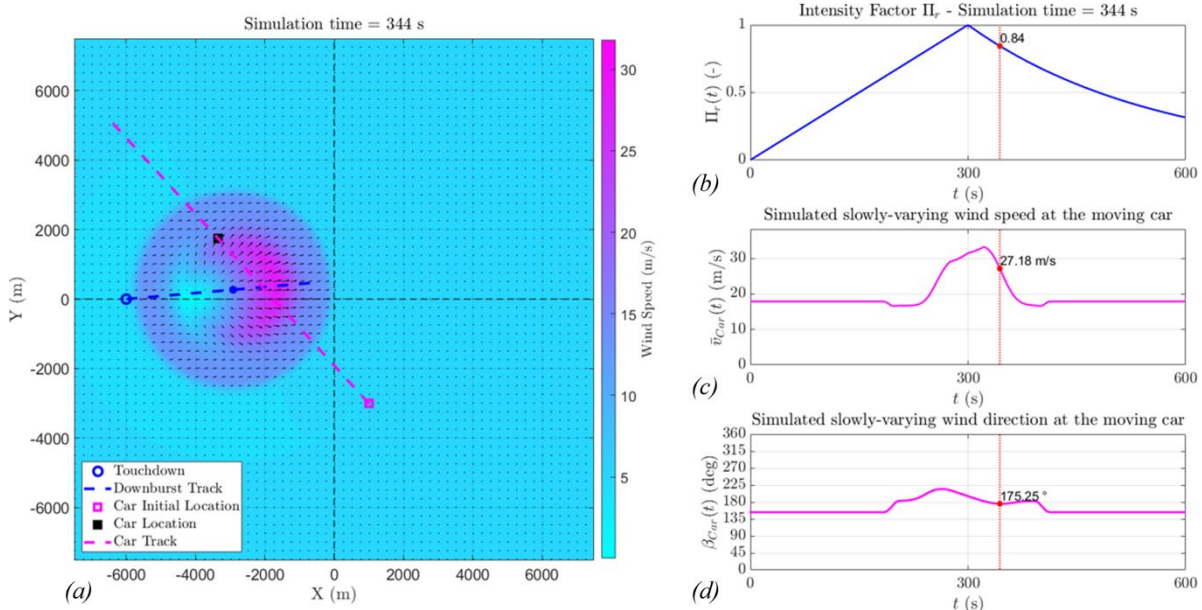 Simulation time = 344 s
Y (m)
6000
4000
2000
0
-2000
-4000
-6000
-6000 -4000 -2000 0 2000 4000 6000
X (m)
Touchdown
Downburst Track
Car Initial Location
Car Location
Car Track
(a)
30
25
20
15
10
5
Wind Speed (m/s)
Intensity Factor Πr - Simulation time = 344 s
Πr(t) (-)
1
0.5
0
0.84
0 300 600
t (s)
(b)
Simulated slowly-varying wind speed at the moving car
v̄Car(t) (m/s)
30
20
10
0
27.18 m/s
0 300 600
t (s)
(c)
Simulated slowly-varying wind direction at the moving car
βCar(t) (deg)
360
315
270
225
180
135
90
45
0
175.25 °
0 300 600
t (s)
(d)